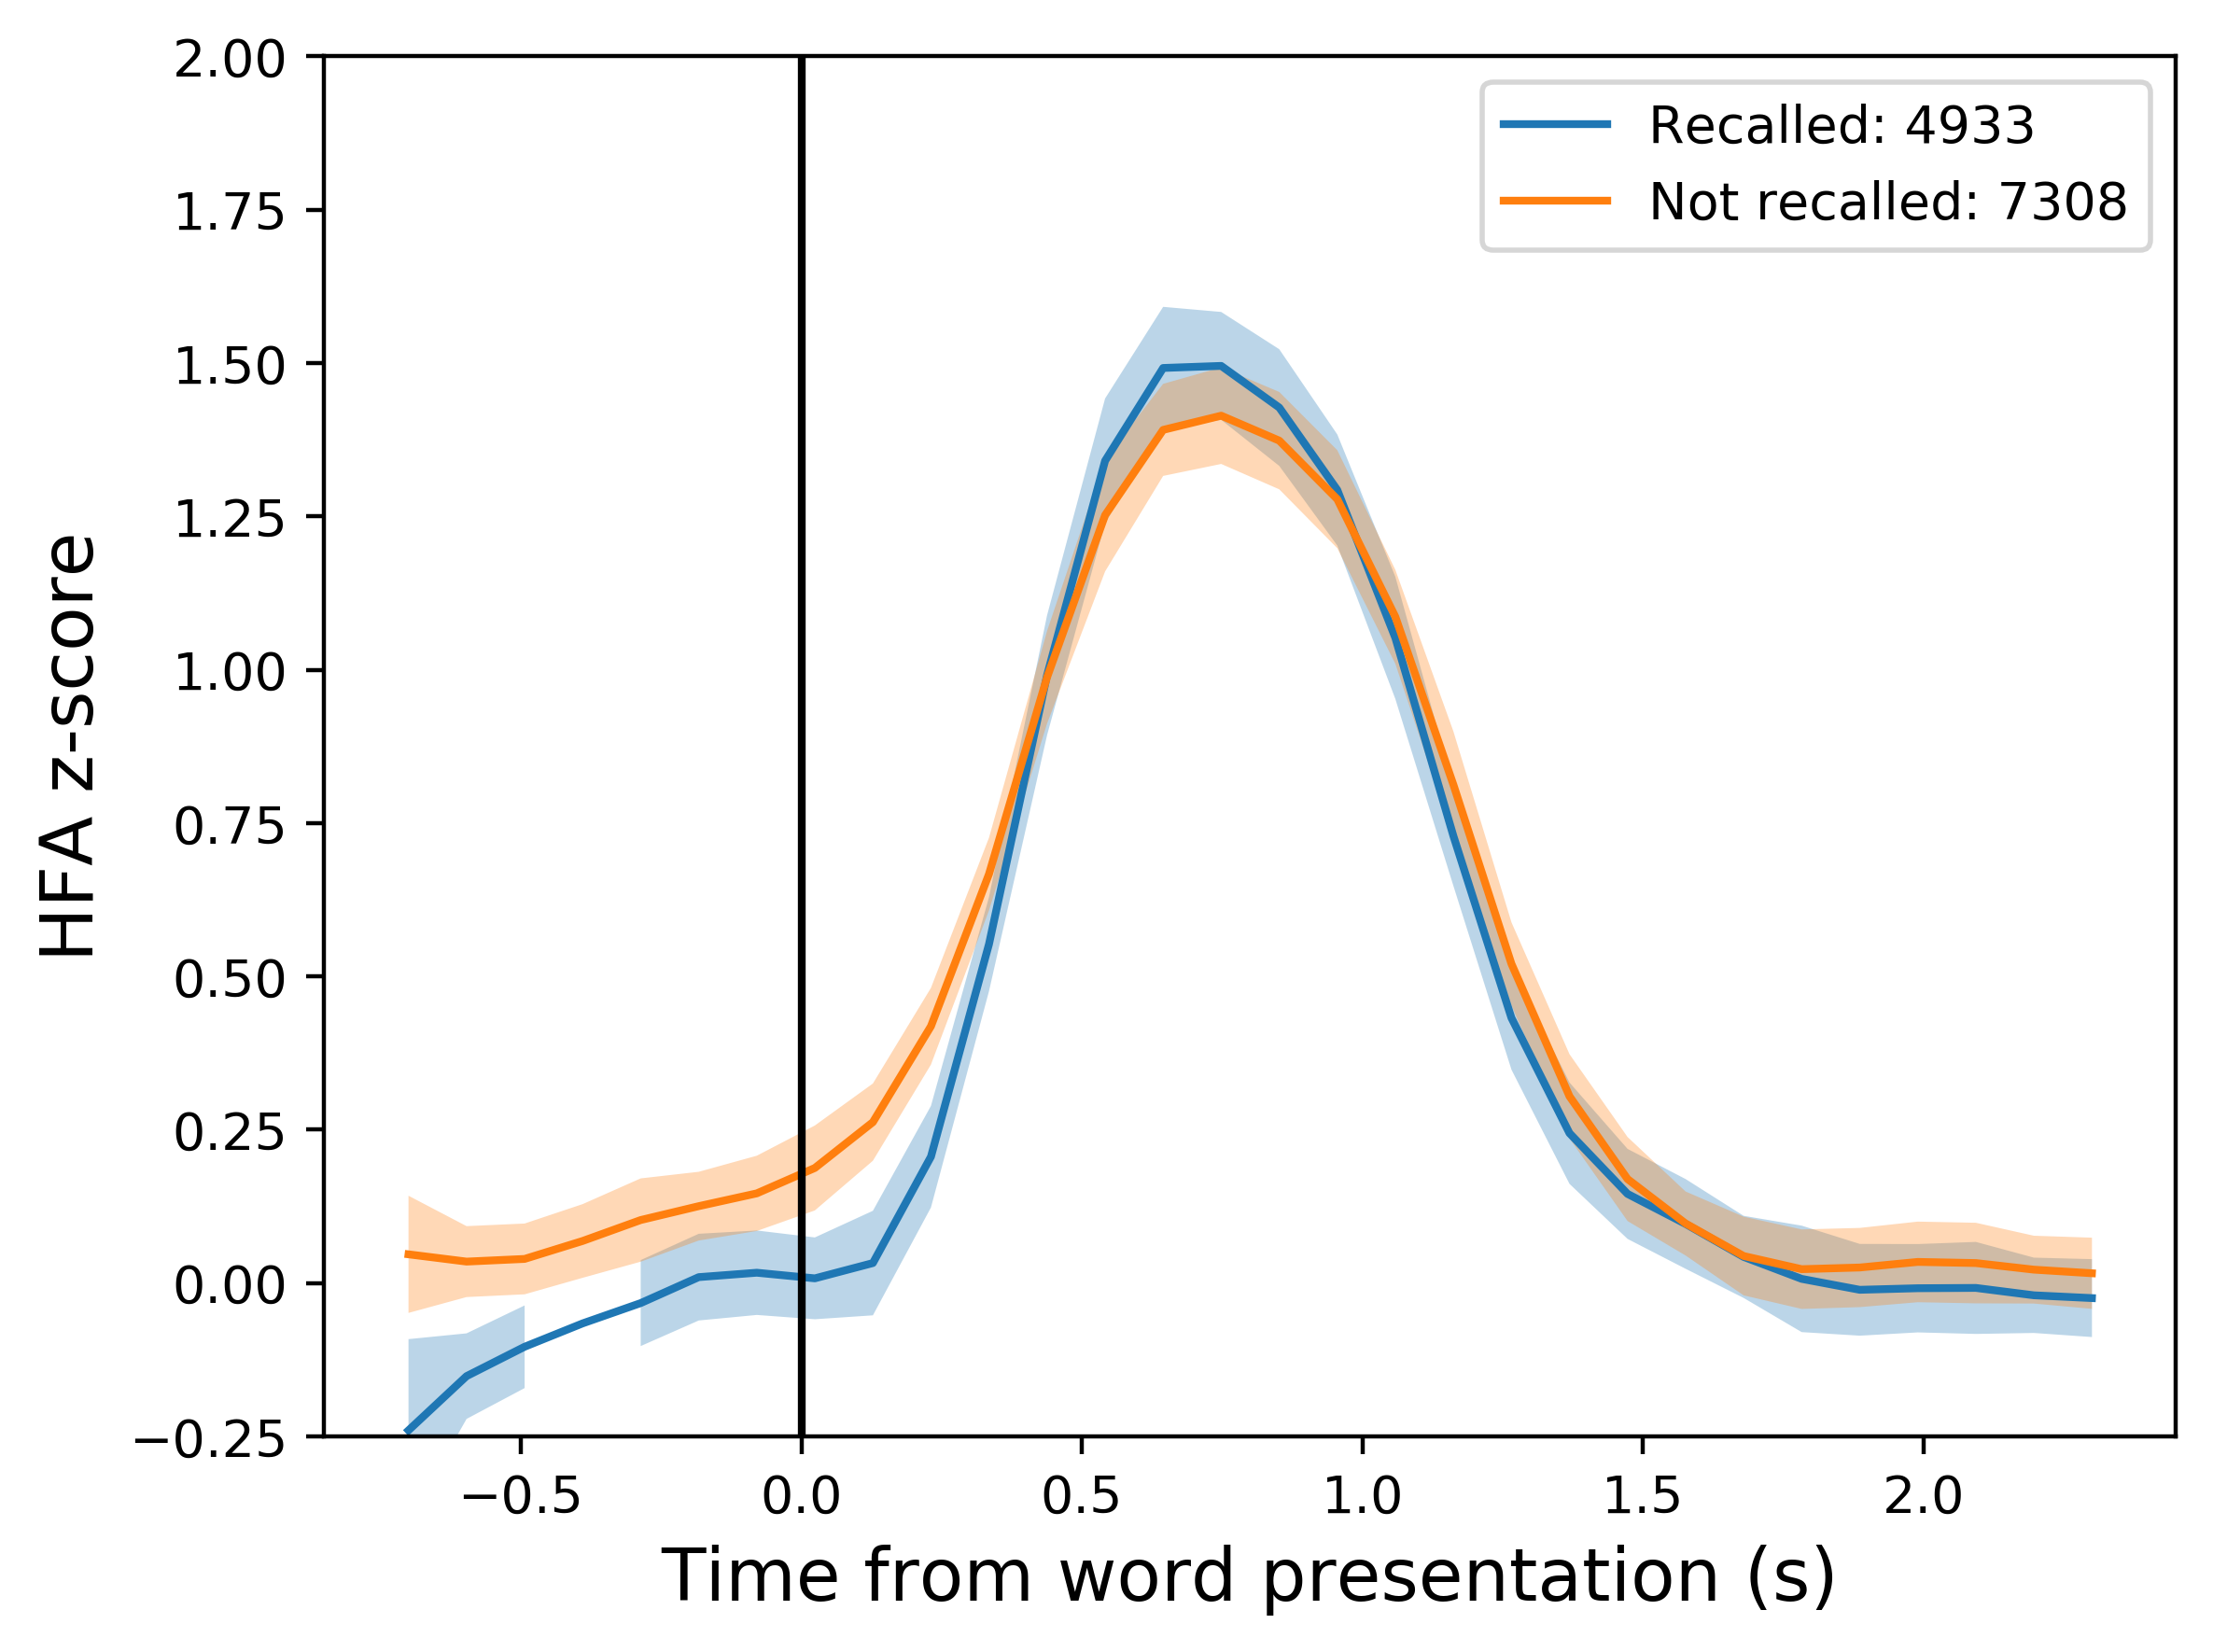 2.00
1.75
1.50
1.25
1.00
0.75
0.50
0.25
0.00
−0.25
HFA z-score
Recalled: 4933
Not recalled: 7308
−0.5 0.0 0.5 1.0 1.5 2.0
Time from word presentation (s)